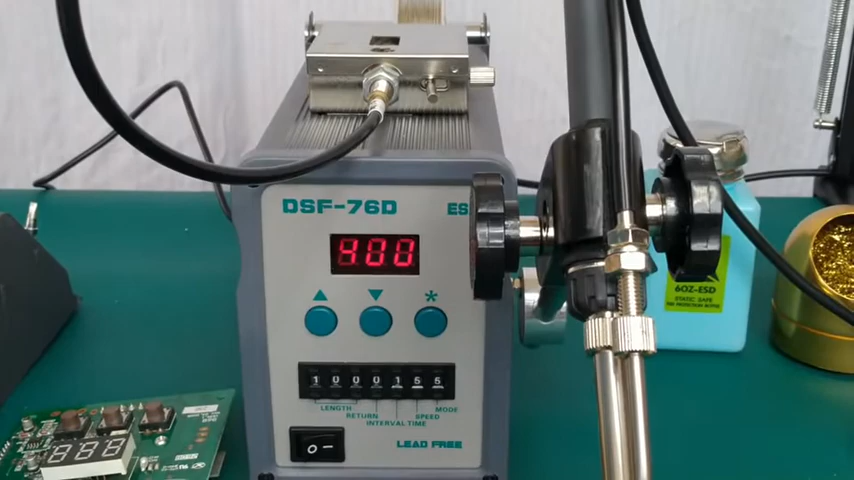 DSF-76D ES
400
1 0 0 0 1 5 5
LENGTH MODE
RETURN SPEED
INTERVAL TIME
LEAD FREE
6OZ-ESD
STATIC SAFE